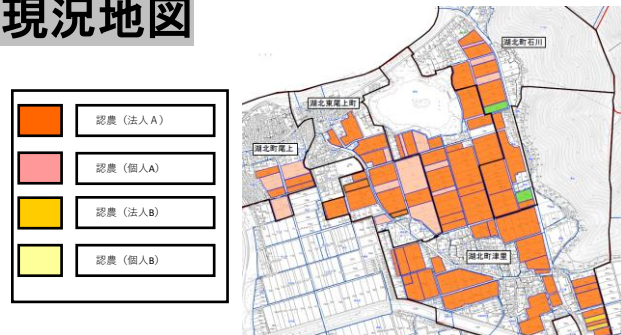 現況地図
認農（法人A）
認農（個人A）
認農（法人B）
認農（個人B）
湖北町石川
湖北東尾上町
湖北町尾上
湖北町津里